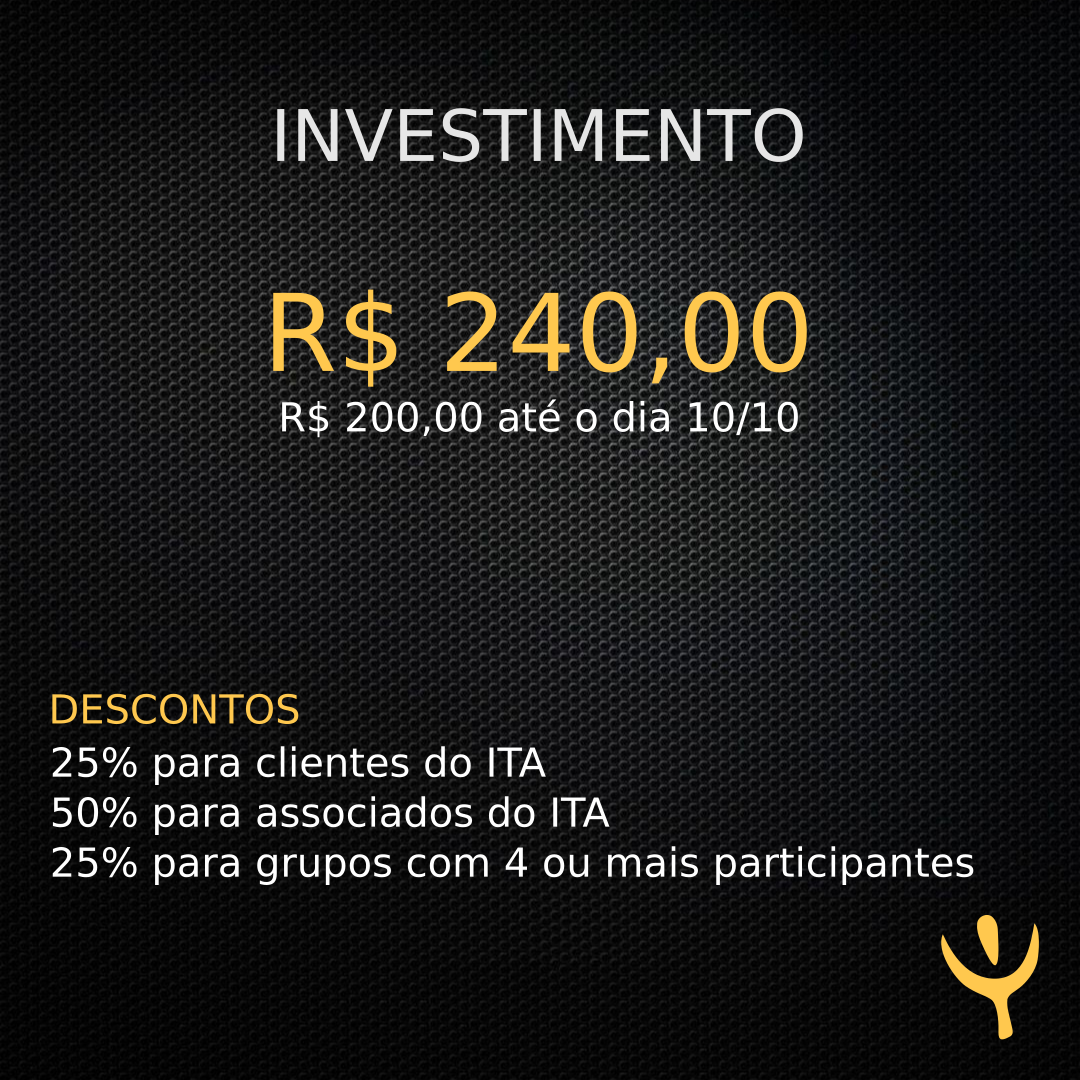 INVESTIMENTO
R$ 240,00
R$ 200,00 até o dia 10/10
DESCONTOS
25% para clientes do ITA
50% para associados do ITA
25% para grupos com 4 ou mais participantes